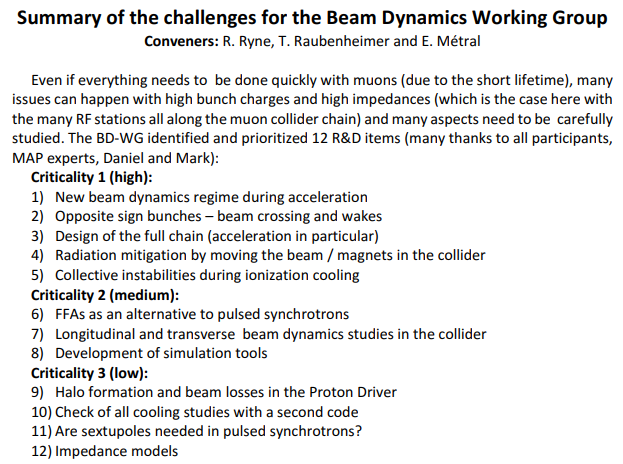 Summary of the challenges for the Beam Dynamics Working Group
Conveners: R. Ryne, T. Raubenheimer and E. Métral
Even if everything needs to be done quickly with muons (due to the short lifetime), many
issues can happen with high bunch charges and high impedances (which is the case here with
the many RF stations all along the muon collider chain) and many aspects need to be carefully
studied. The BD-WG identified and prioritized 12 R&D items (many thanks to all participants,
MAP experts, Daniel and Mark):
Criticality 1 (high):
1) New beam dynamics regime during acceleration
2) Opposite sign bunches – beam crossing and wakes
3) Design of the full chain (acceleration in particular)
4) Radiation mitigation by moving the beam / magnets in the collider
5) Collective instabilities during ionization cooling
Criticality 2 (medium):
6) FFAs as an alternative to pulsed synchrotrons
7) Longitudinal and transverse beam dynamics studies in the collider
8) Development of simulation tools
Criticality 3 (low):
9) Halo formation and beam losses in the Proton Driver
10) Check of all cooling studies with a second code
11) Are sextupoles needed in pulsed synchrotrons?
12) Impedance models